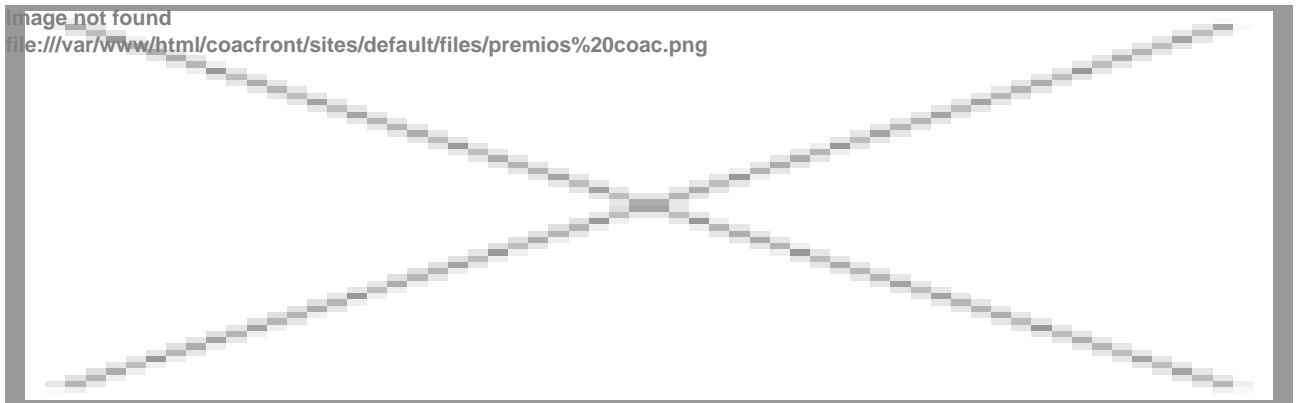 Image not found
file:///var/www/html/coacfront/sites/default/files/premios%20coac.png